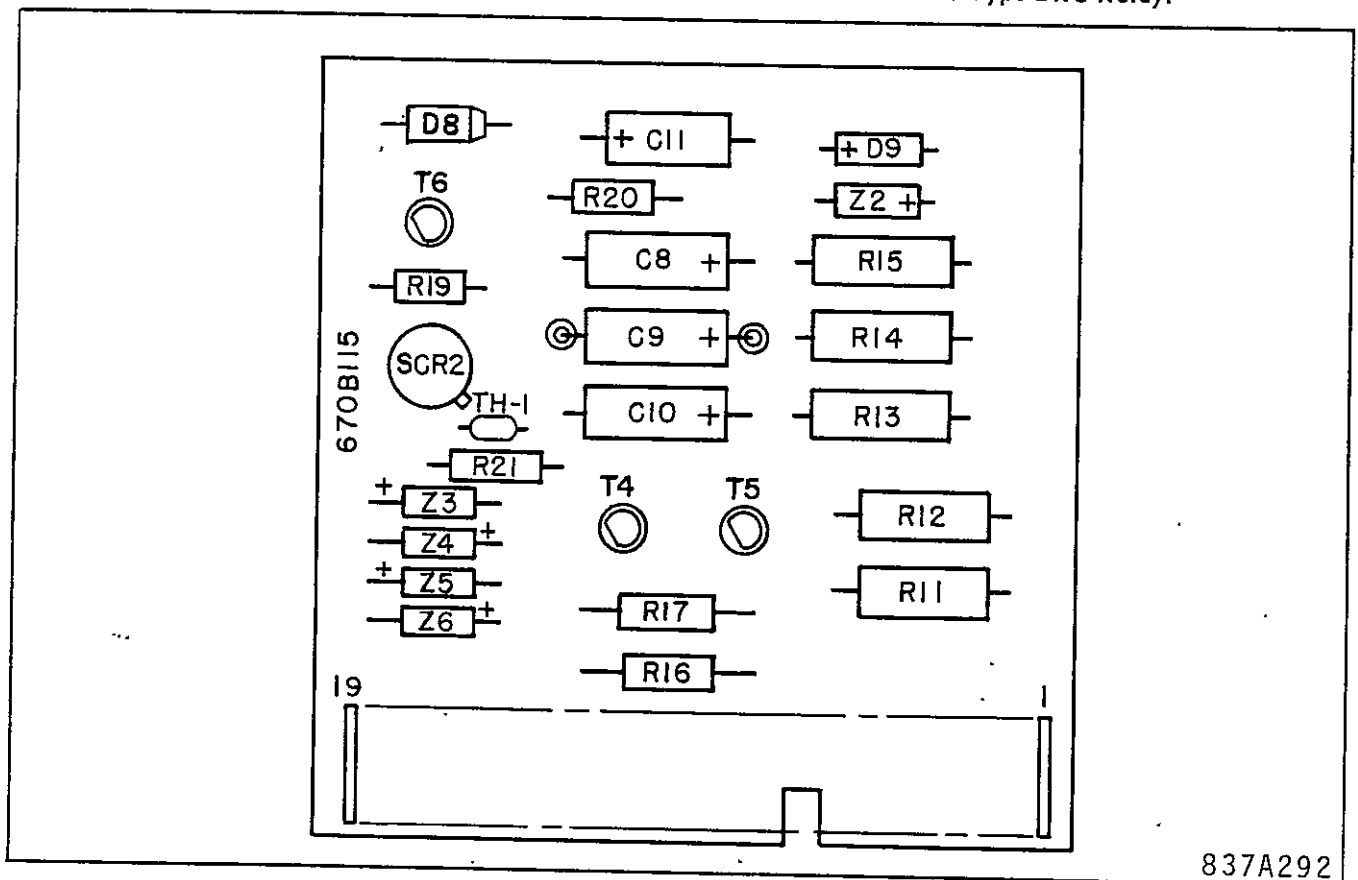 Relay.
D8
+ C11
+ D9
T6
R20
Z2 +
C8 +
R15
R19
C9 +
R14
670B115
SCR2
TH-1
C10 +
R13
R21
+ Z3
T4
T5
R12
Z4 +
+ Z5
R11
Z6 +
R17
R16
19
1
837A292